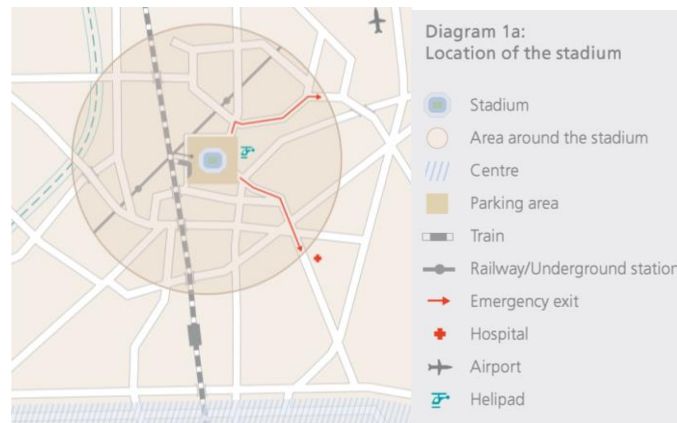 Diagram 1a:
Location of the stadium
Stadium
Area around the stadium
Centre
Parking area
Train
Railway/Underground station
Emergency exit
Hospital
Airport
Helipad